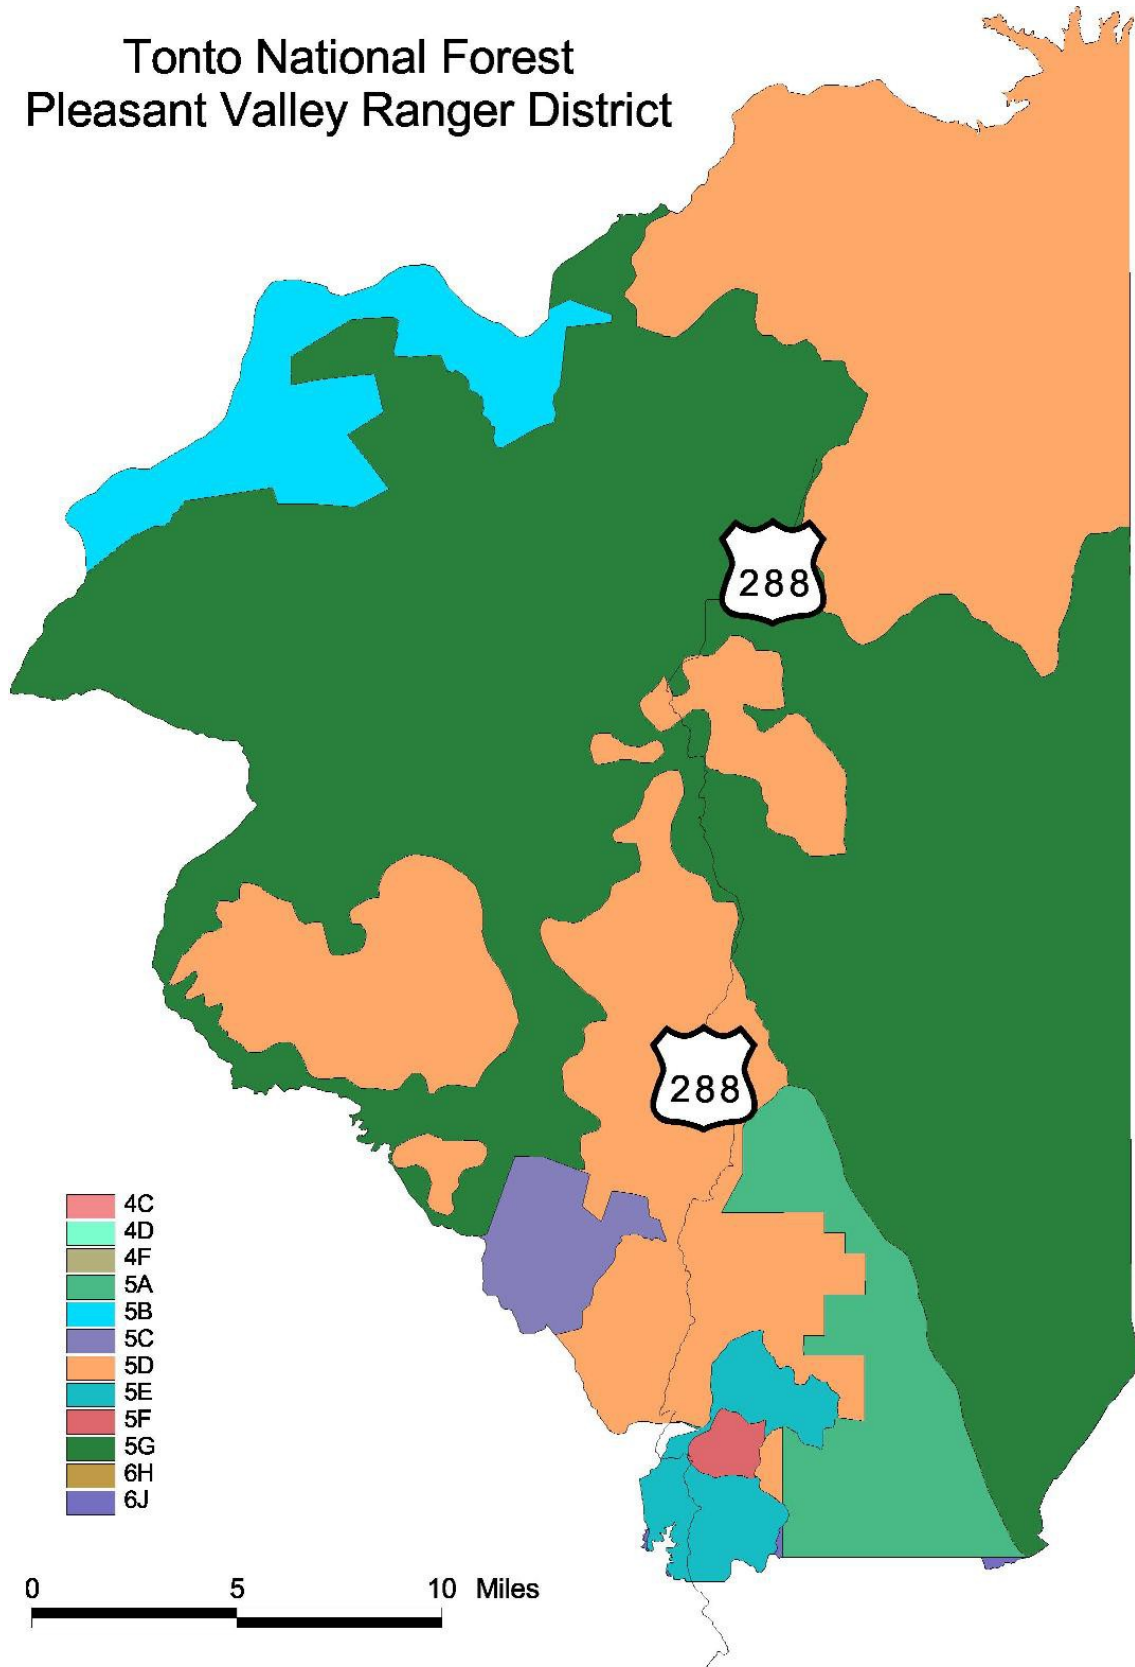 Tonto National Forest
Pleasant Valley Ranger District
288
288
4C
4D
4F
5A
5B
5C
5D
5E
5F
5G
6H
6J
0 5 10 Miles